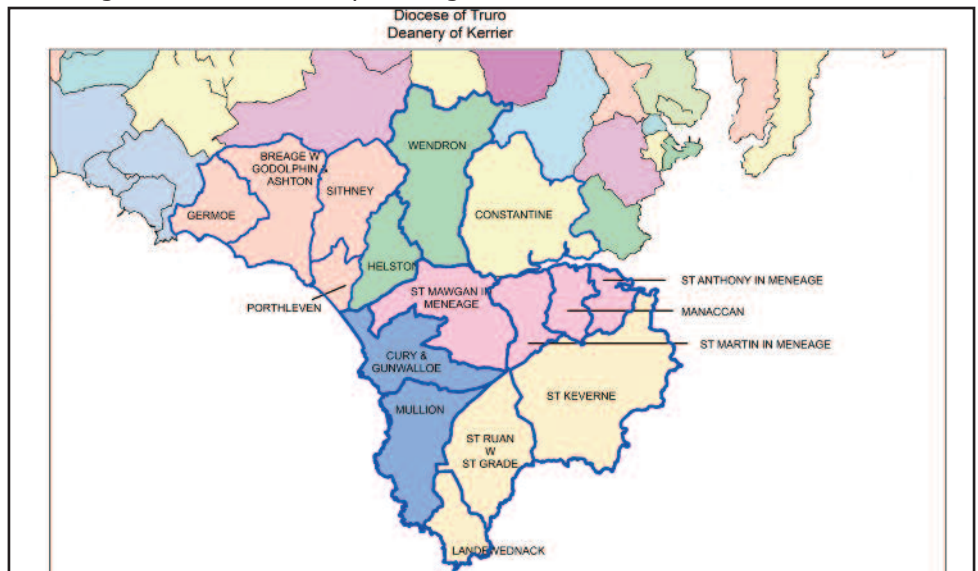 Diocese of Truro
Deanery of Kerrier
WENDRON
BREAGE W
GODOLPHIN &
ASHTON
SITHNEY
GERMOE
CONSTANTINE
HELSTON
ST ANTHONY IN MENEAGE
ST MAWGAN IN
MENEAGE
PORTHLEVEN
MANACCAN
ST MARTIN IN MENEAGE
CURY &
GUNWALLOE
ST KEVERNE
MULLION
ST RUAN
W
ST GRADE
LANDEWEDNACK